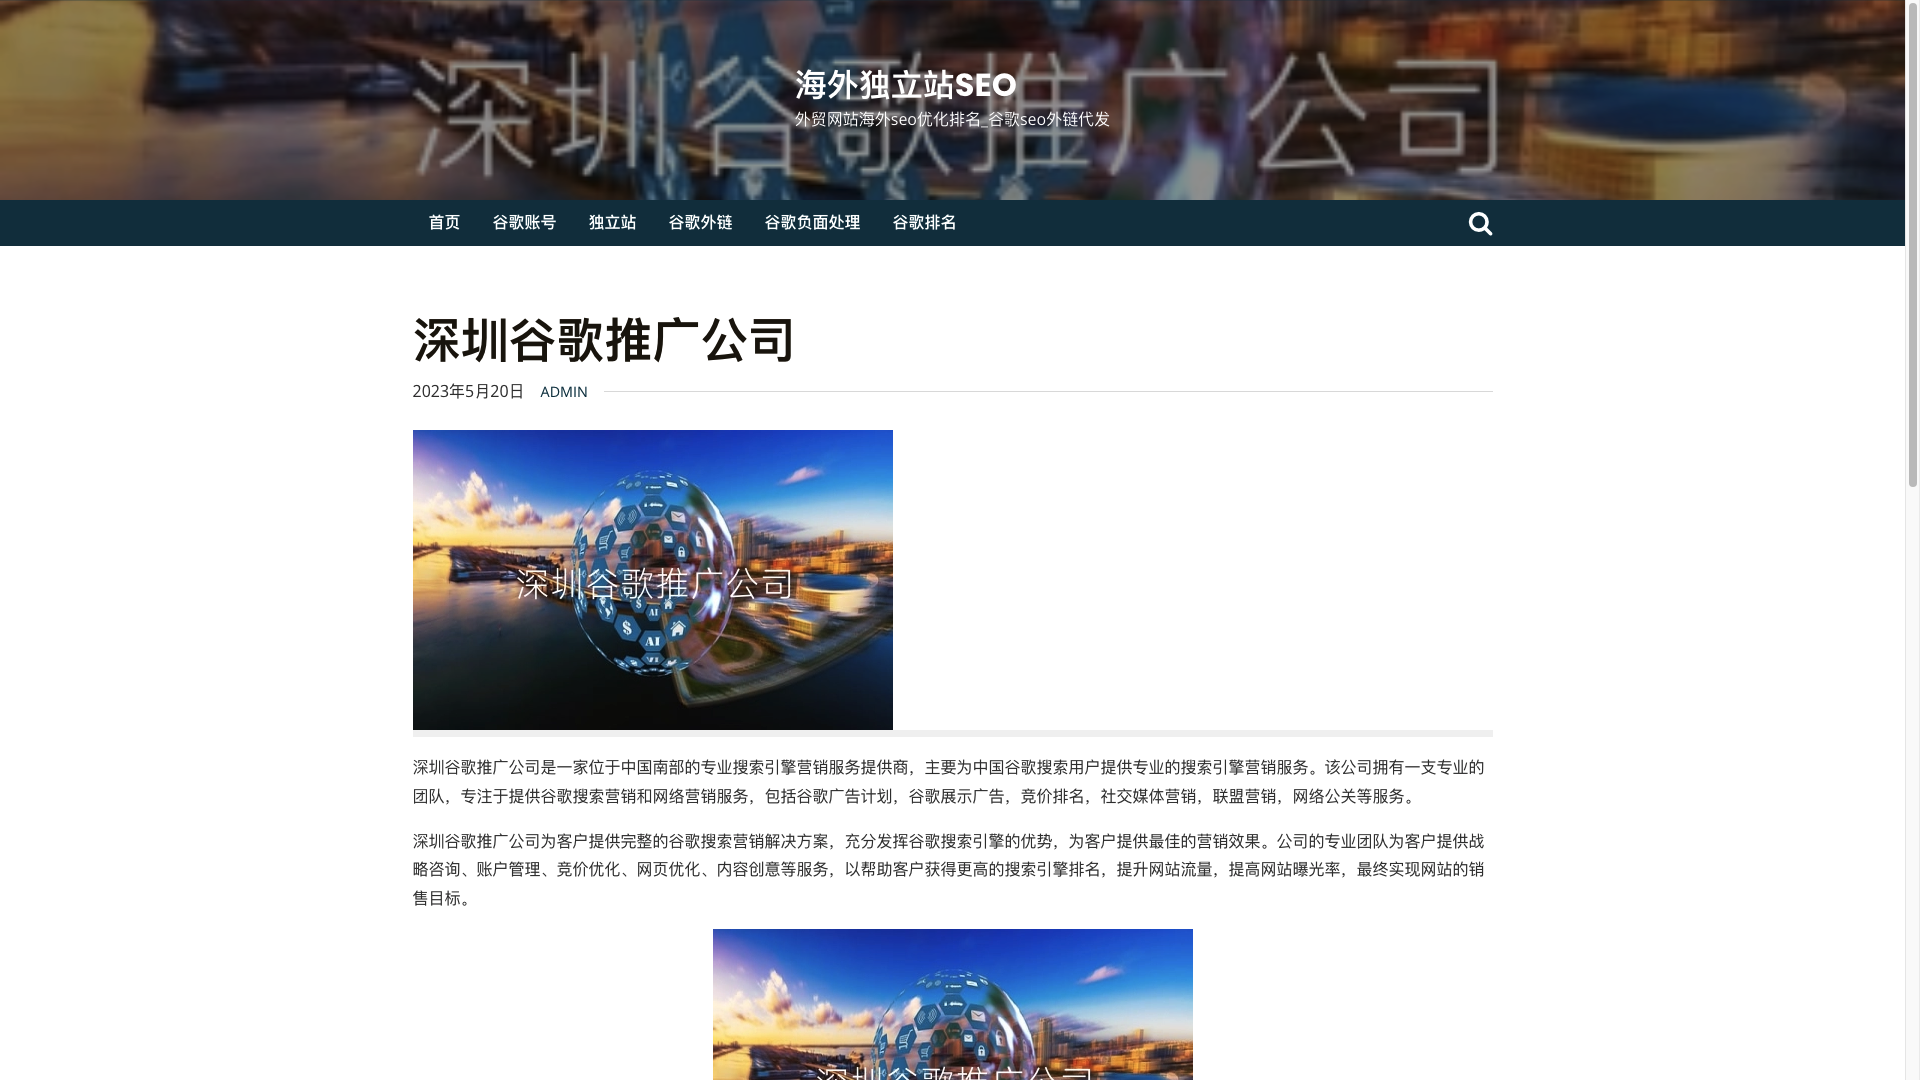 深圳谷歌推广公司
海外独立站SEO
外贸网站海外seo优化排名_谷歌seo外链代发
首页 谷歌账号 独立站 谷歌外链 谷歌负面处理 谷歌排名
深圳谷歌推广公司
2023年5月20日 ADMIN
深圳谷歌推广公司
$
AI
$
AI
深圳谷歌推广公司是一家位于中国南部的专业搜索引擎营销服务提供商，主要为中国谷歌搜索用户提供专业的搜索引擎营销服务。该公司拥有一支专业的
团队，专注于提供谷歌搜索营销和网络营销服务，包括谷歌广告计划，谷歌展示广告，竞价排名，社交媒体营销，联盟营销，网络公关等服务。
深圳谷歌推广公司为客户提供完整的谷歌搜索营销解决方案，充分发挥谷歌搜索引擎的优势，为客户提供最佳的营销效果。公司的专业团队为客户提供战
略咨询、账户管理、竞价优化、网页优化、内容创意等服务，以帮助客户获得更高的搜索引擎排名，提升网站流量，提高网站曝光率，最终实现网站的销
售目标。
深圳谷歌推广公司